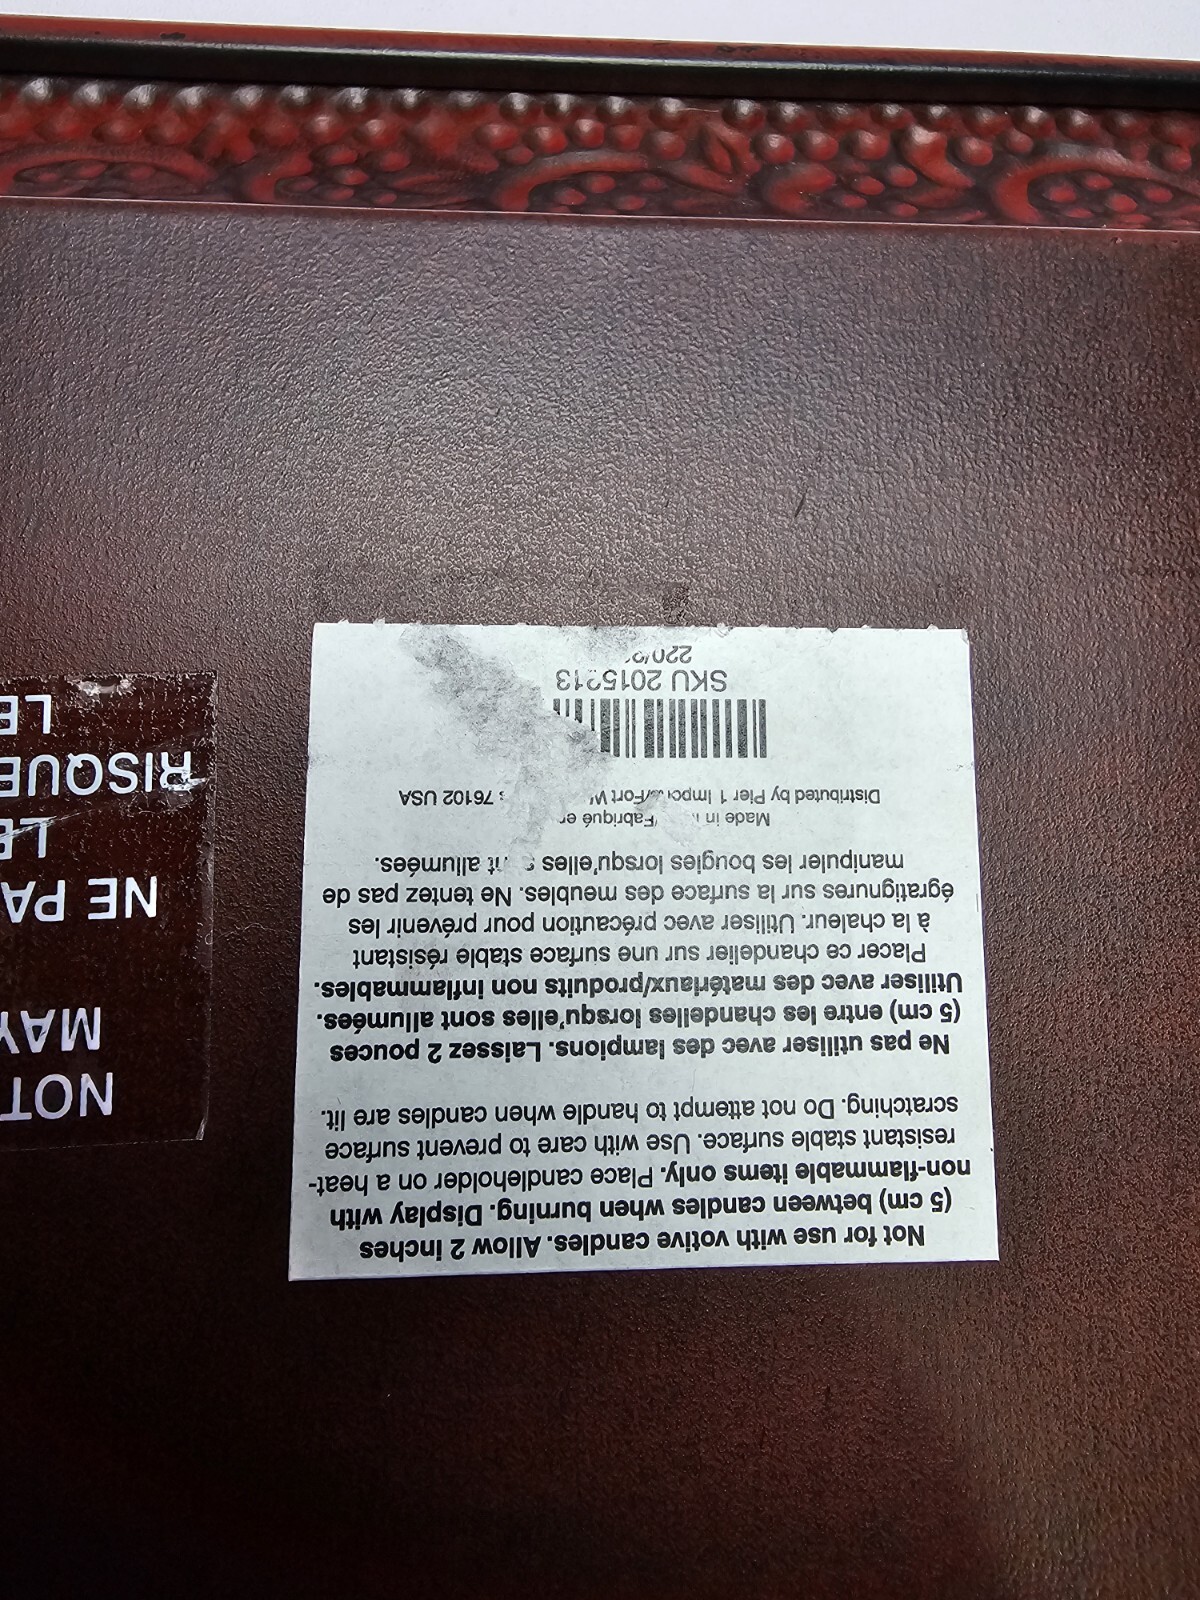 Not for use with votive candles. Allow 2 inches
(5 cm) between candles when burning. Display with
non-flammable items only. Place candleholder on a heat-
resistant stable surface. Use with care to prevent surface
scratching. Do not attempt to handle when candles are lit.
Ne pas utiliser avec des lampions. Laissez 2 pouces
(5 cm) entre les chandelles lorsqu'elles sont allumées.
Utiliser avec des matériaux/produits non inflammables.
Placer ce chandelier sur une surface stable résistant
à la chaleur. Utiliser avec précaution pour prévenir les
égratignures sur la surface des meubles. Ne tentez pas de
manipuler les bougies lorsqu'elles allumées.
Made in /Fabriqué en
Distributed by Pier 1 /Fort 76102 USA
SKU
NOT
MAY
NE PA
LE
RISQUE
LE